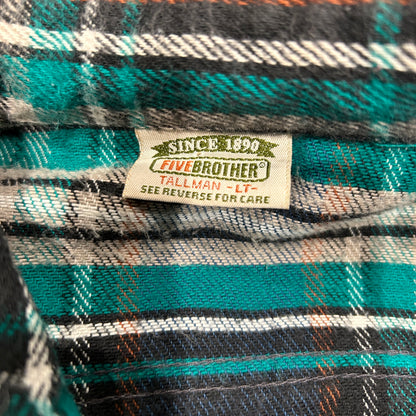 SINCE 1890
FIVEBROTHER®
TALLMAN -LT-
SEE REVERSE FOR CARE